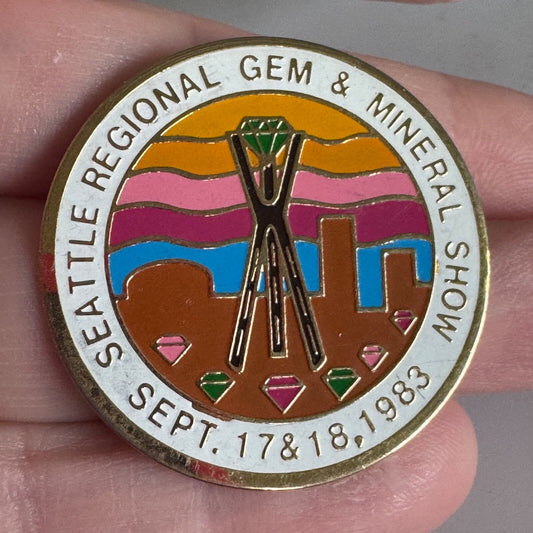 SEATTLE REGIONAL GEM & MINERAL SHOW
SEPT. 17 & 18, 1983